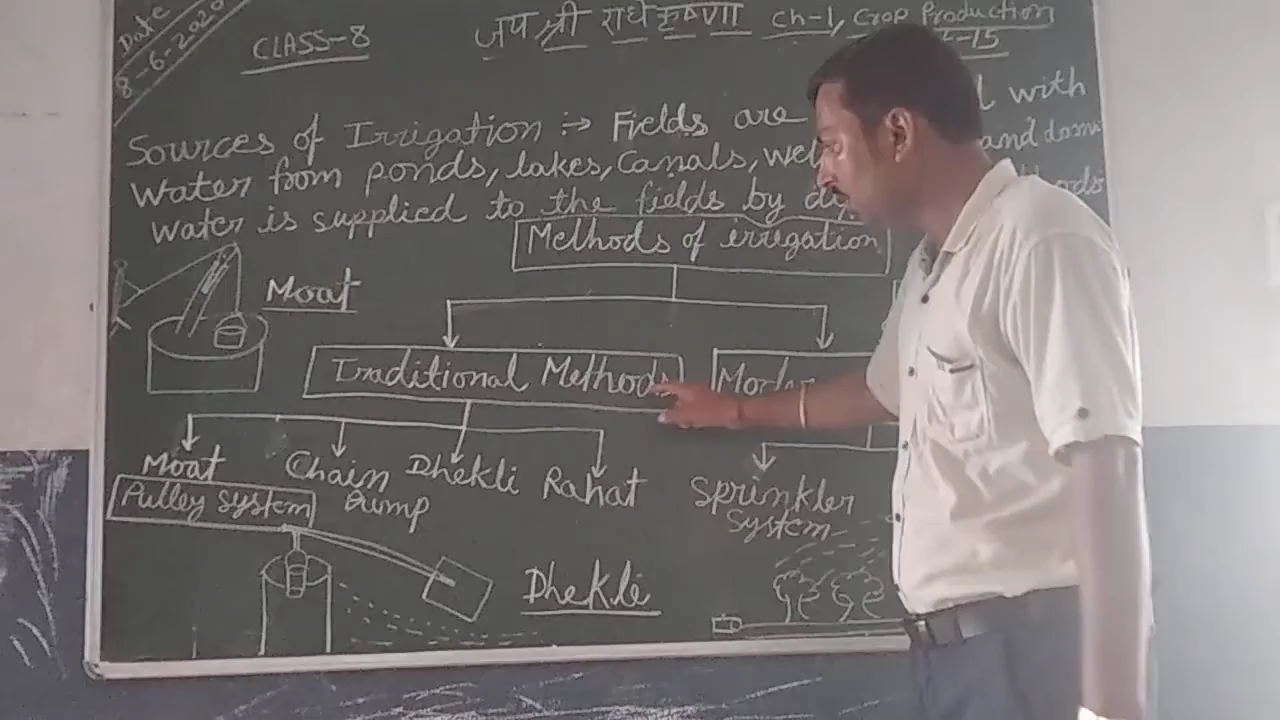 Date
8-6-2020
CLASS-8
जय श्री राधे कृष्णा Ch-1, Crop Production
-15
Sources of Irrigation :-> Fields are with
Water from ponds, lakes, Canals, and dams
Water is supplied to the fields by
Methods of irrigation
Moat
Traditional Methods
Moat Chain Dhekli Rahat
Pump
Pulley system
Sprinkler
System
Dhekli